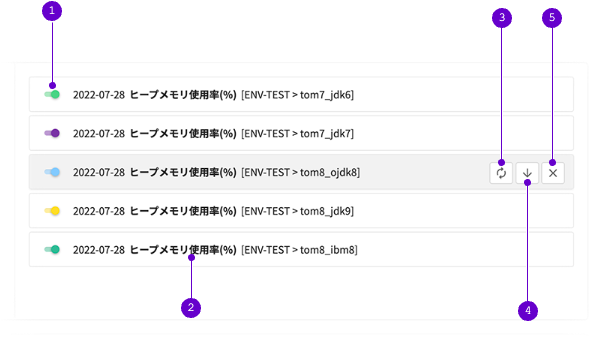 1
3
5
2022-07-28 ヒープメモリ使用率(%) [ENV-TEST > tom7_jdk6]
2022-07-28 ヒープメモリ使用率(%) [ENV-TEST > tom7_jdk7]
2022-07-28 ヒープメモリ使用率(%) [ENV-TEST > tom8_ojdk8]
2022-07-28 ヒープメモリ使用率(%) [ENV-TEST > tom8_jdk9]
2022-07-28 ヒープメモリ使用率(%) [ENV-TEST > tom8_ibm8]
2
4